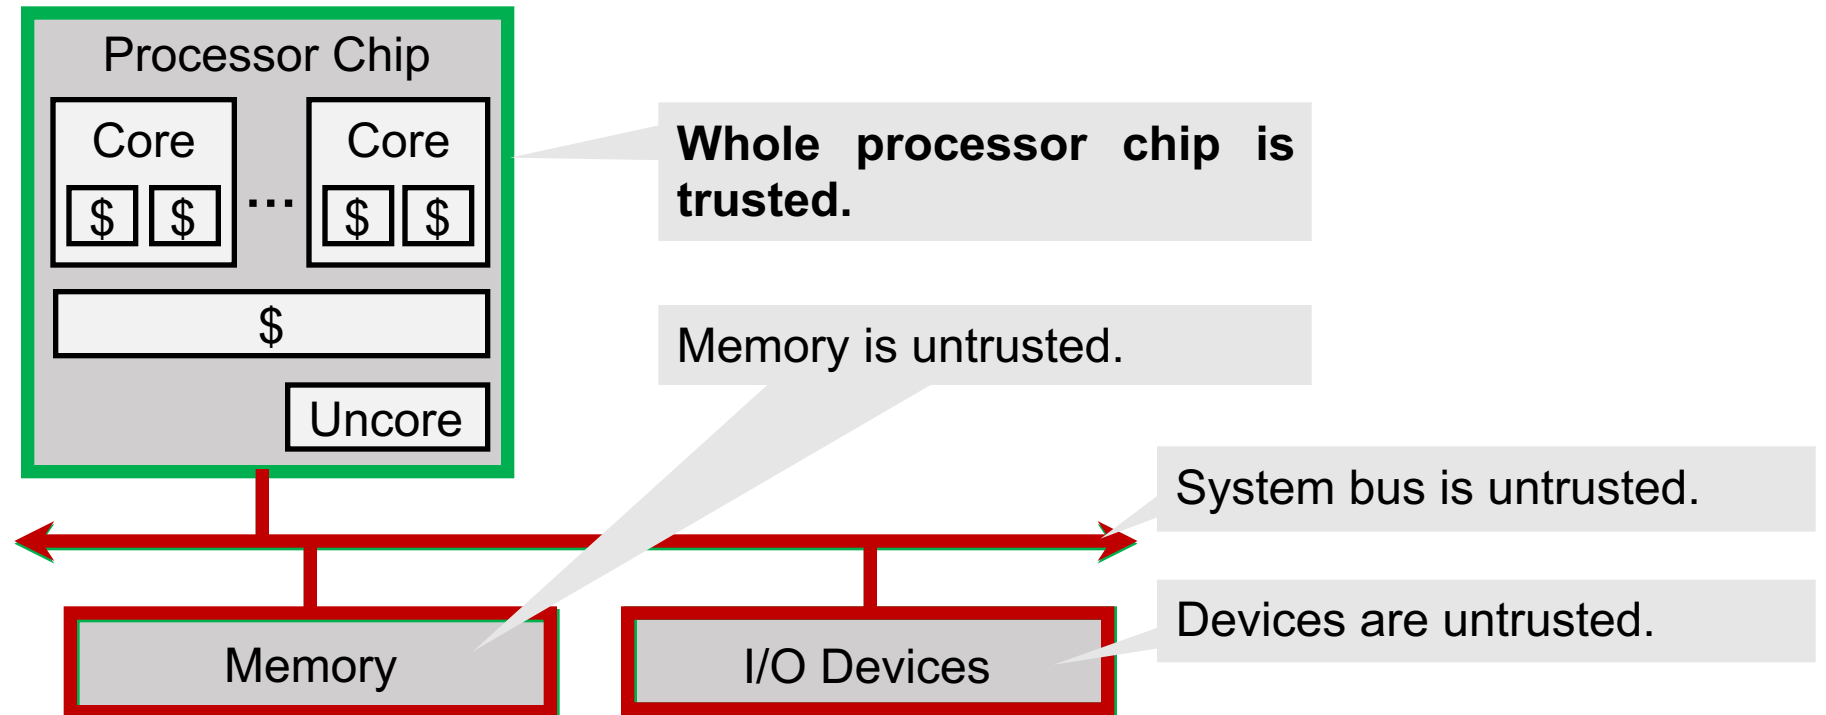 Processor Chip
Core
Core
$
$
...
$
$
$
Uncore
Whole processor chip is
trusted.
Memory is untrusted.
System bus is untrusted.
Devices are untrusted.
Memory
I/O Devices